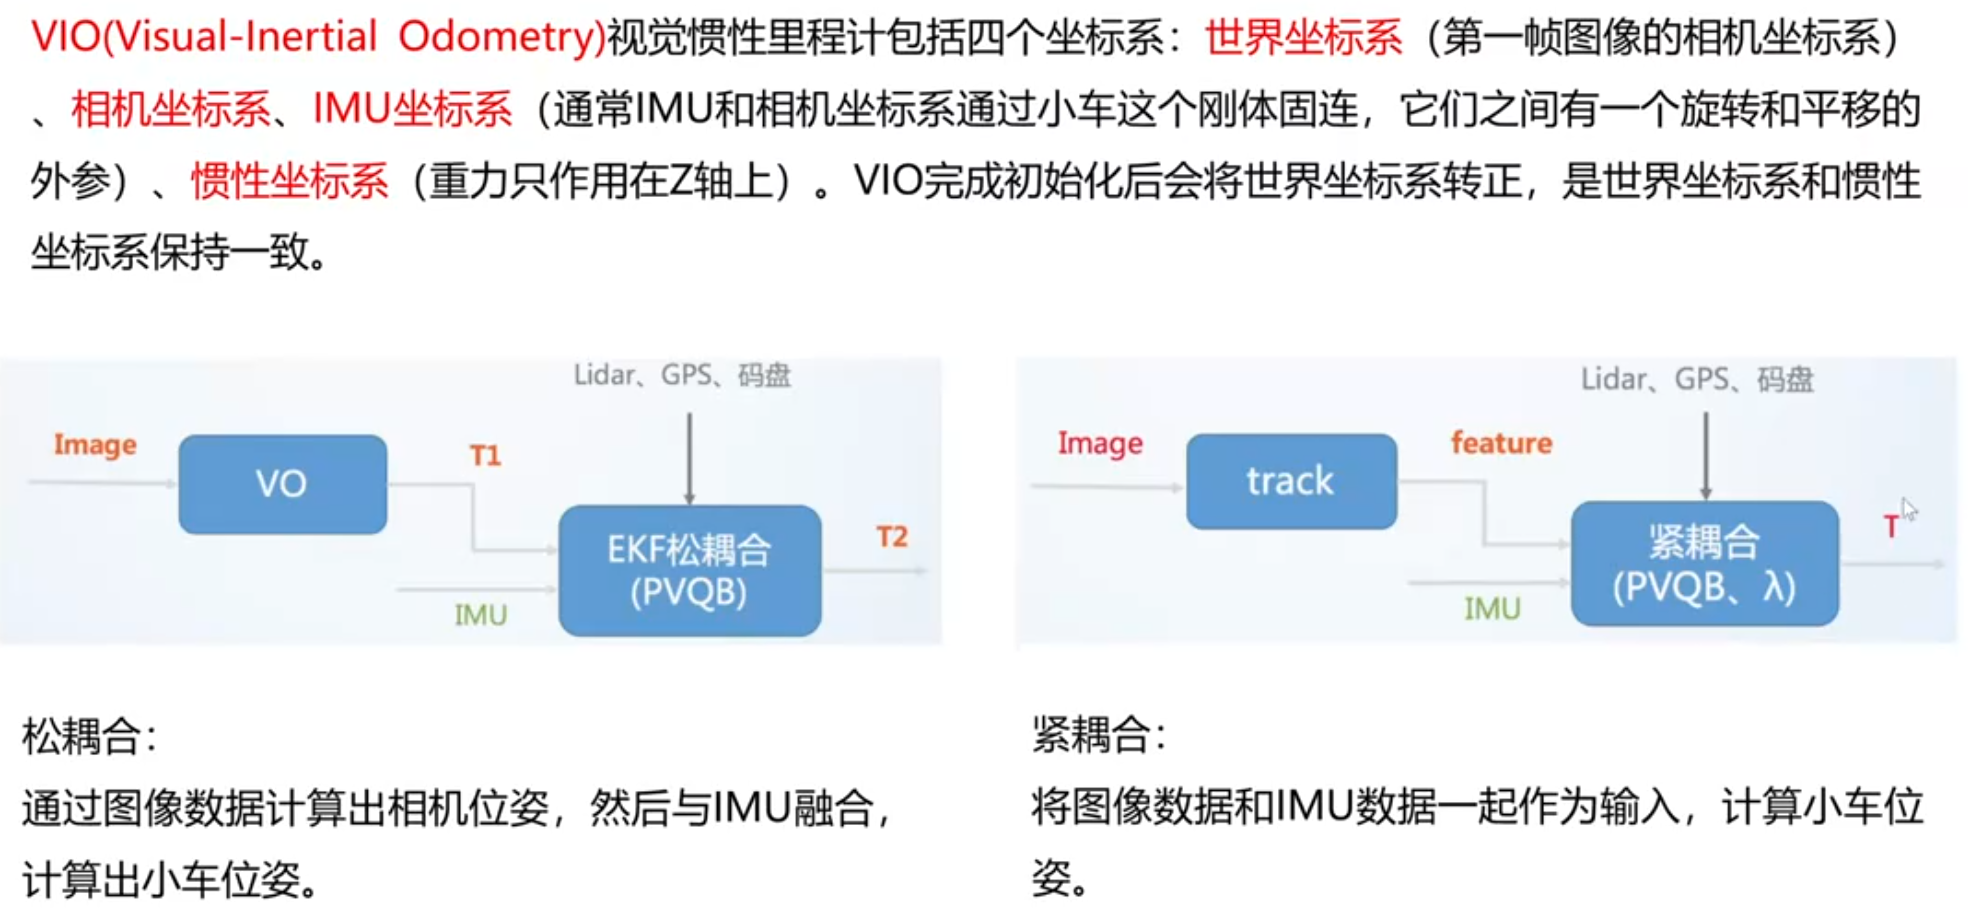 VIO(Visual-Inertial Odometry)视觉惯性里程计包括四个坐标系：世界坐标系（第一帧图像的相机坐标系）
、相机坐标系、IMU坐标系（通常IMU和相机坐标系通过小车这个刚体固连，它们之间有一个旋转和平移的
外参）、惯性坐标系（重力只作用在Z轴上）。VIO完成初始化后会将世界坐标系转正，是世界坐标系和惯性
坐标系保持一致。
Lidar、GPS、码盘
Image
VO
T1
EKF松耦合
(PVQB)
T2
IMU
Lidar、GPS、码盘
Image
track
feature
紧耦合
(PVQB、λ)
T
IMU
松耦合：
通过图像数据计算出相机位姿，然后与IMU融合，
计算出小车位姿。
紧耦合：
将图像数据和IMU数据一起作为输入，计算小车位
姿。